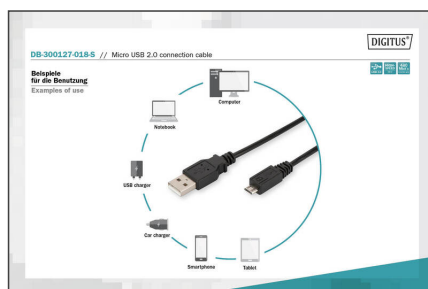 DIGITUS®
DB-300127-018-S // Micro USB 2.0 connection cable
Beispiele
für die Benutzung
Examples of use
Computer
Notebook
USB charger
Car charger
Smartphone
Tablet